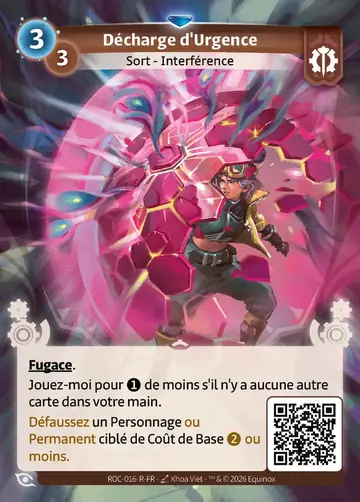 3
Décharge d'Urgence
3
Sort - Interférence
Fugace.
Jouez-moi pour 1 de moins s'il n'y a aucune autre
carte dans votre main.
Défaussez un Personnage ou
Permanent ciblé de Coût de Base 2 ou
moins.
ROC-016-R-FR - Khoa Viet - ™ & © 2026 Equinox